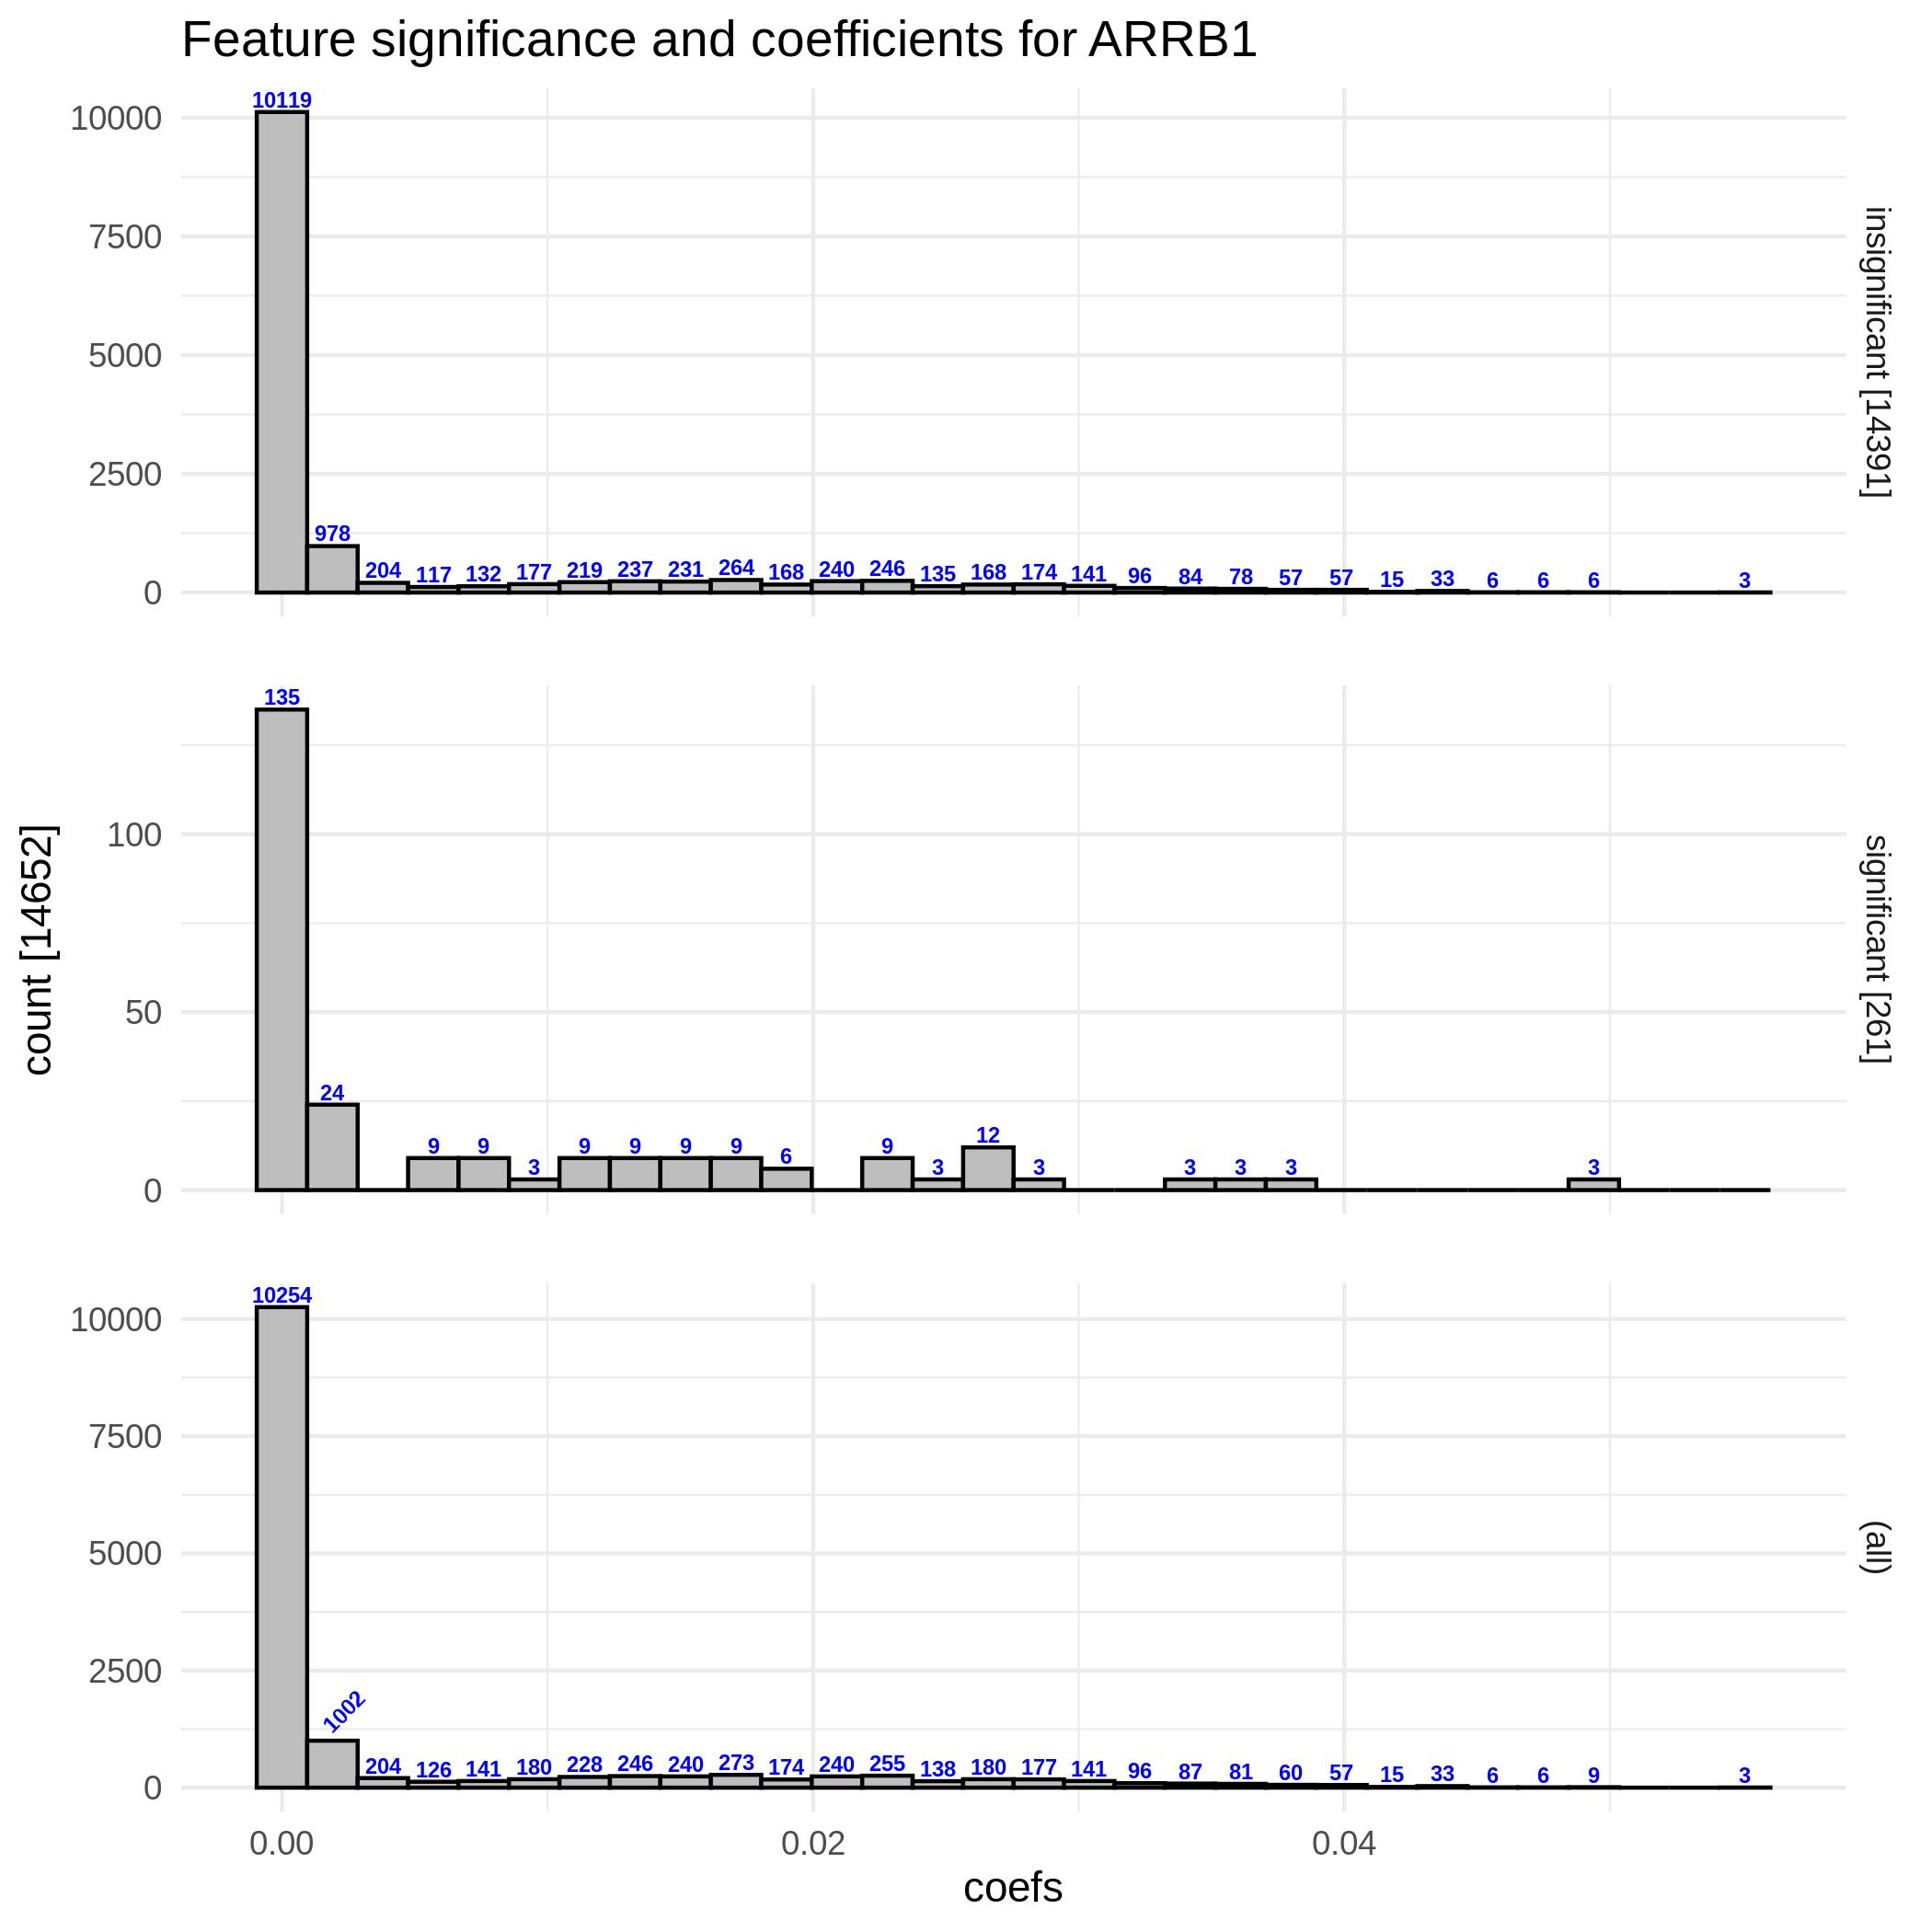 Feature significance and coefficients for ARRB1
10119
10000
7500
5000
2500
0
978 204 117 132 177 219 237 231 264 168 240 246 135 168 174 141 96 84 78 57 57 15 33 6 6 6 3
insignificant [14391]
135
100
50
0
24 9 9 3 9 9 9 9 6 9 3 12 3 3 3 3 3
significant [261]
count [14652]
10254
10000
7500
5000
2500
0
1002 204 126 141 180 228 246 240 273 174 240 255 138 180 177 141 96 87 81 60 57 15 33 6 6 9 3
(all)
0.00 0.02 0.04
coefs